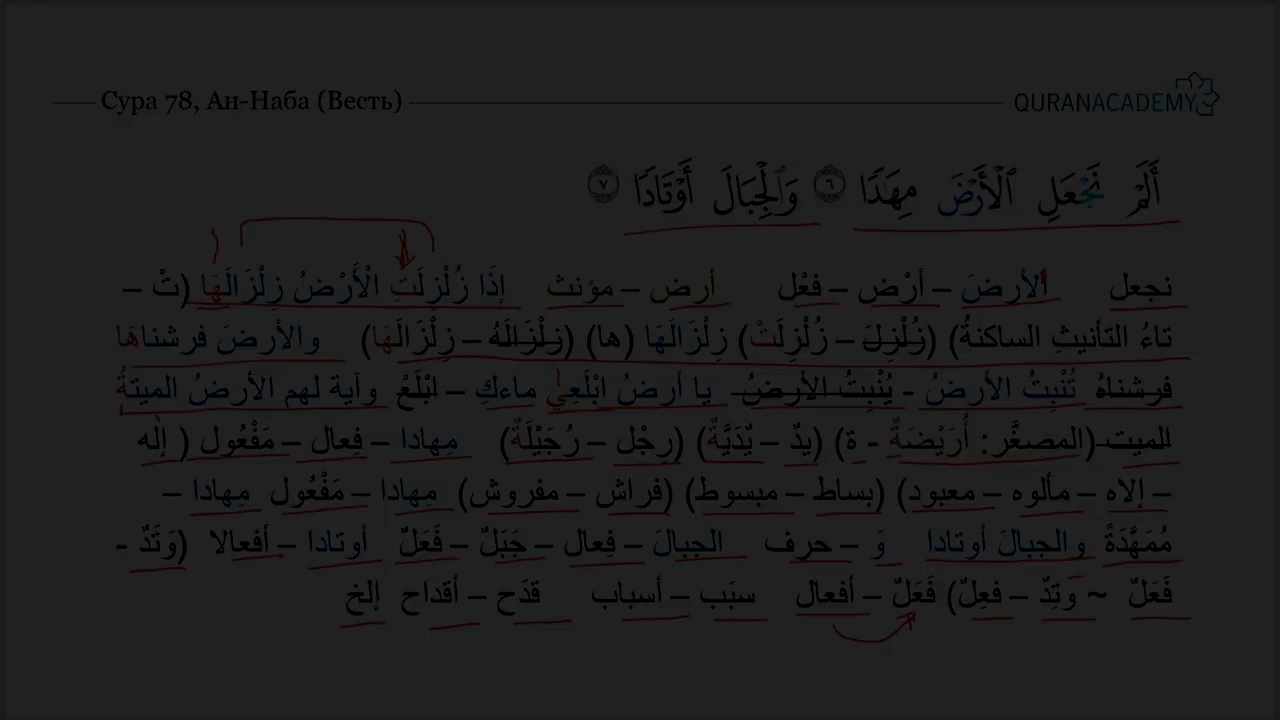 Сура 78, Ан-Наба (Весть)
QURANACADEMY
أَلَمْ نَجْعَلِ ٱلْأَرْضَ مِهَٰدًا ٦ وَٱلْجِبَالَ أَوْتَادًا ٧
نجعل الأرضَ – أرْض – فعْل أرض – مؤنث إذَا زُلْزِلَتِ الْأَرْضُ زِلْزَالَهَا (تْ –
تاءُ التأنيثِ الساكنةُ) (زُلْزِلَ – زُلْزِلَتْ) زِلْزَالَهَا (ها) (زِلْزَالَهُ – زِلْزَالَهَا) والأرضَ فرشناهَا
فرشناهُ تُنْبِتُ الأرضُ - يُنْبِتُ الأرضُ يا أرضُ ابْلَعِي ماءكِ – ابْلَعْ وآية لهم الأرضُ الميتةُ
الميت (المصغَّر: أُرَيْضَةٌ - ة) (يدٌ – يُدَيَّةٌ) (رِجْل – رُجَيْلَةٌ) مِهادا – فِعال – مَفْعُول ( إلٰه
– إلاه – مألوه – معبود) (بساط – مبسوط) (فراش – مفروش) مِهادا – مَفْعُول مِهادا –
مُمَهَّدَةً والجبالَ أوتادا وَ – حرف الجبالَ – فِعال – جَبَلٌ – فَعَلٌ أوتادا – أفعالا (وَتَدٌ -
فَعَلٌ ~ وَتِدٌ – فعِلٌ) فَعَلٌ – أفعال سبَب – أسباب قدَح – أقداح إلخ